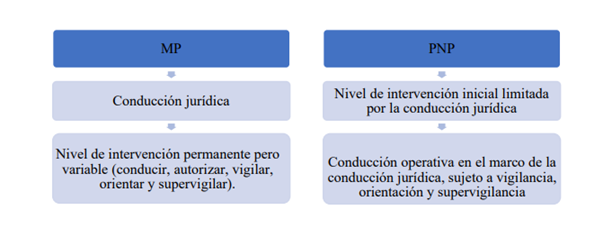 MP
Conducción jurídica
Nivel de intervención permanente pero
variable (conducir, autorizar, vigilar,
orientar y supervigilar).
PNP
Nivel de intervención inicial limitada
por la conducción jurídica
Conducción operativa en el marco de la
conducción jurídica, sujeto a vigilancia,
orientación y supervigilancia